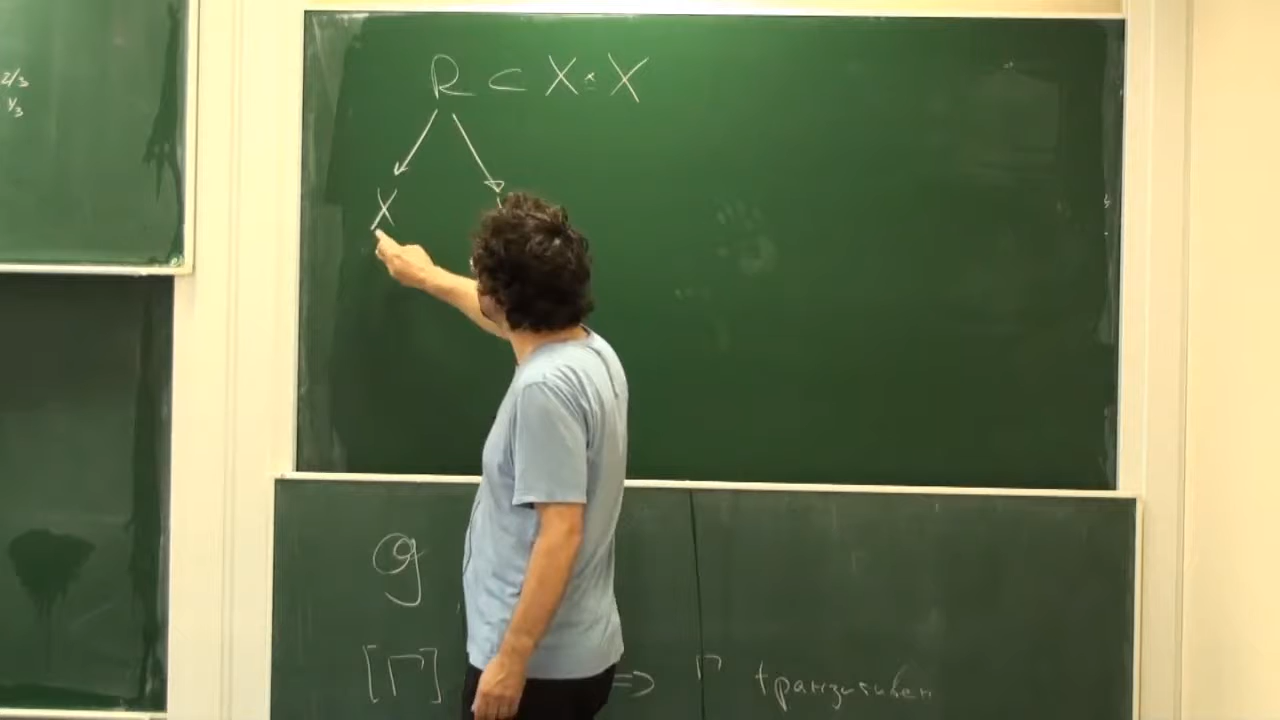 2/3
1/3
R ⊂ X × X
X
g
[Γ] ⇒ Γ транзитивен